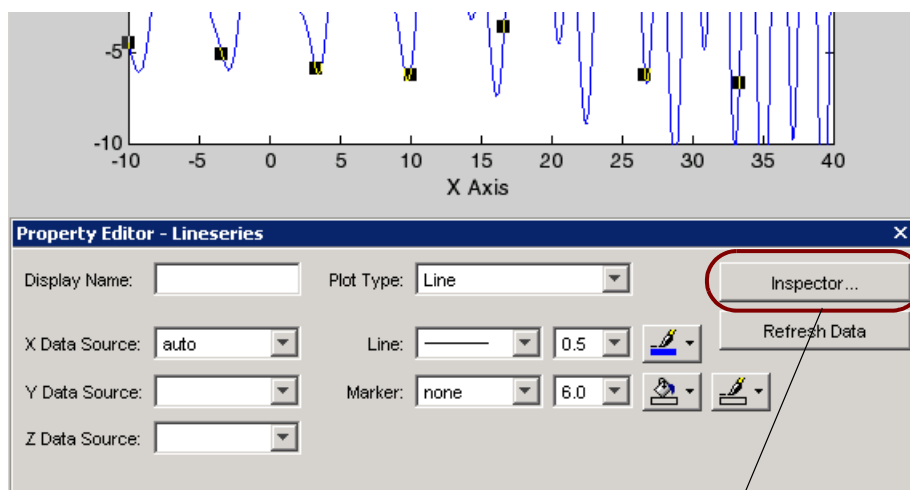 -5
-10
-10 -5 0 5 10 15 20 25 30 35 40
X Axis
Property Editor - Lineseries
Display Name: Plot Type: Line Inspector...
Refresh Data
X Data Source: auto Line: 0.5
Y Data Source: Marker: none 6.0
Z Data Source: